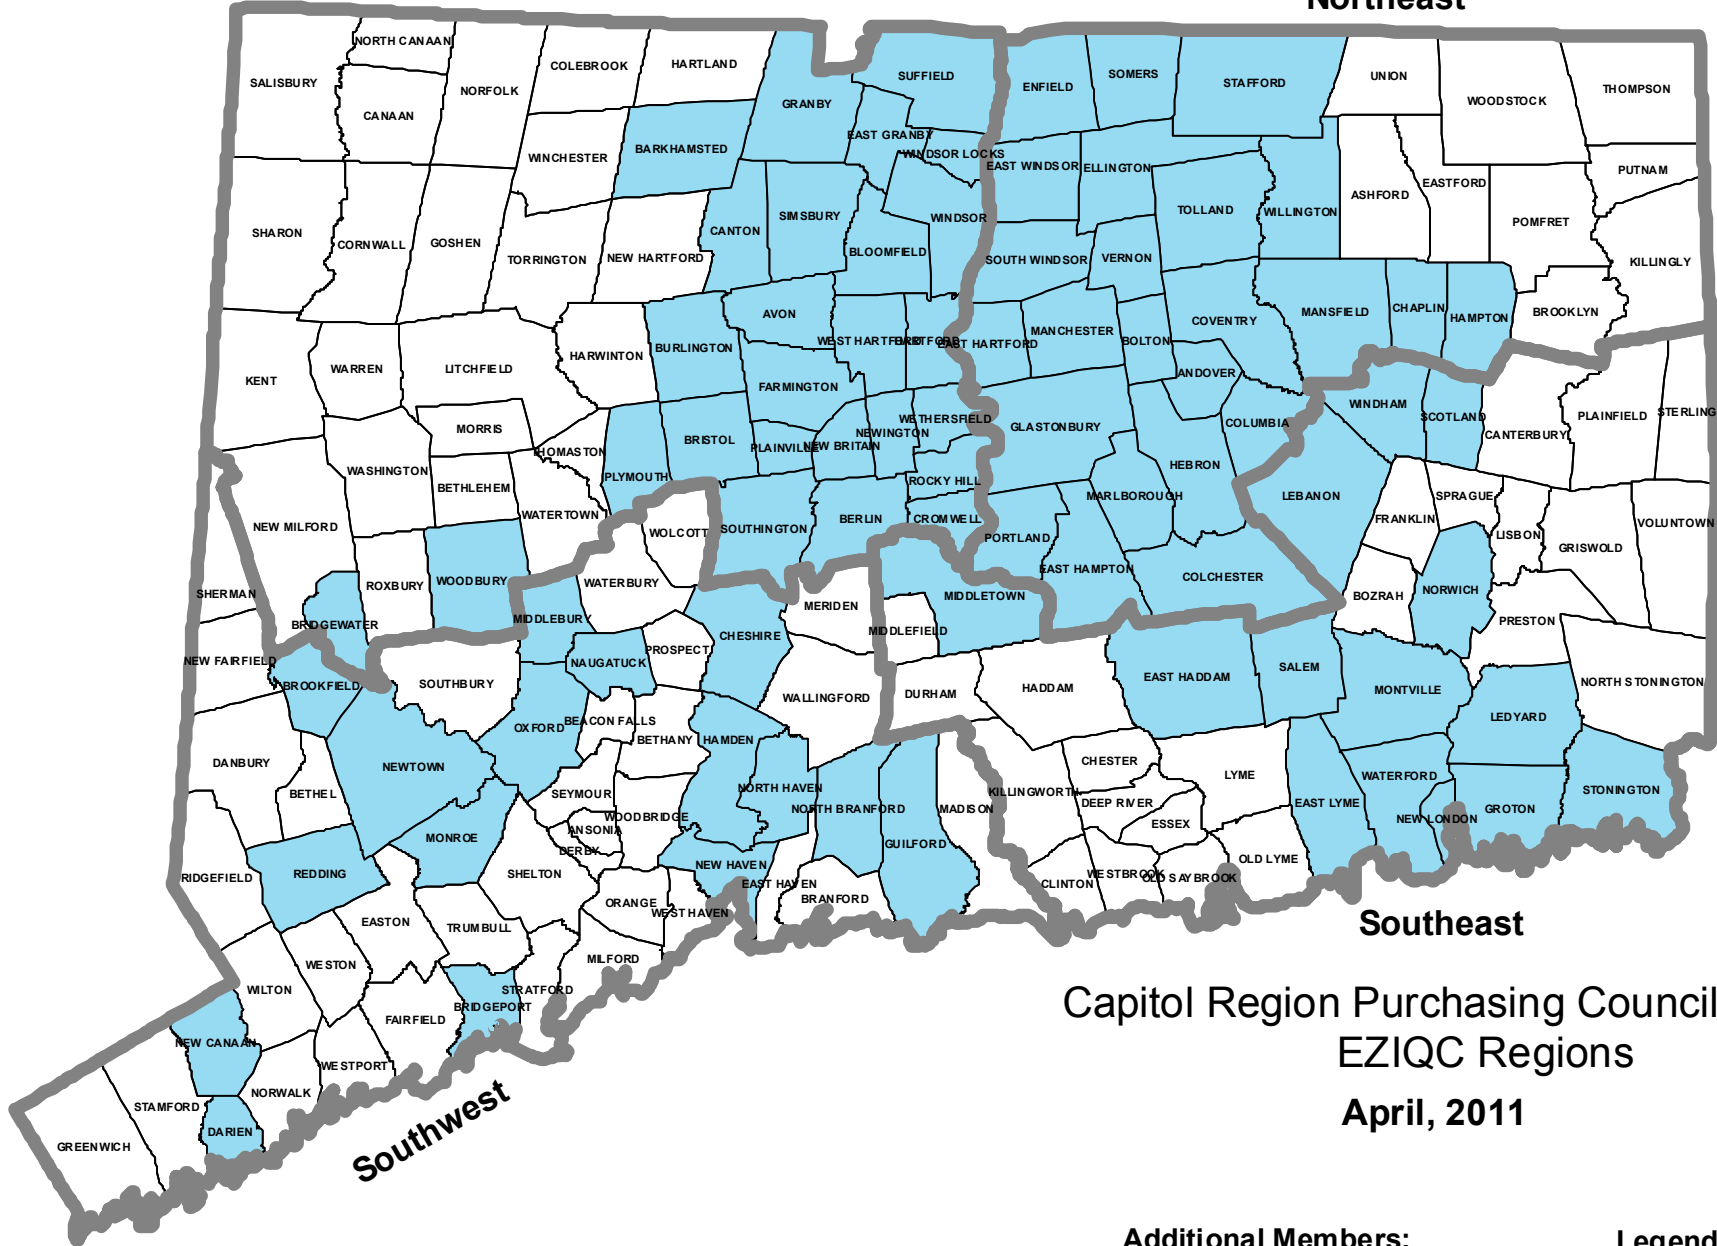 Northeast
NORTH CANAAN
SALISBURY
CANAAN
NORFOLK
COLEBROOK
HARTLAND
GRANBY
SUFFIELD
ENFIELD
SOMERS
STAFFORD
UNION
WOODSTOCK
THOMPSON
WINCHESTER
BARKHAMSTED
EAST GRANBY
WINDSOR LOCKS
EAST WINDSOR
ELLINGTON
TOLLAND
WILLINGTON
ASHFORD
EASTFORD
POMFRET
PUTNAM
SHARON
CORNWALL
GOSHEN
TORRINGTON
NEW HARTFORD
CANTON
SIMSBURY
BLOOMFIELD
WINDSOR
SOUTH WINDSOR
VERNON
KILLINGLY
AVON
WEST HARTFORD
HARTFORD
EAST HARTFORD
MANCHESTER
BOLTON
COVENTRY
MANSFIELD
CHAPLIN
HAMPTON
BROOKLYN
KENT
WARREN
LITCHFIELD
HARWINTON
BURLINGTON
FARMINGTON
ANDOVER
COLUMBIA
WINDHAM
SCOTLAND
CANTERBURY
PLAINFIELD
STERLING
MORRIS
THOMASTON
PLYMOUTH
BRISTOL
PLAINVILLE
NEW BRITAIN
NEWINGTON
WETHERSFIELD
GLASTONBURY
HEBRON
WASHINGTON
BETHLEHEM
WATERTOWN
ROCKY HILL
MARLBOROUGH
LEBANON
FRANKLIN
SPRAGUE
LISBON
GRISWOLD
VOLUNTOWN
NEW MILFORD
WOLCOTT
SOUTHINGTON
BERLIN
CROMWELL
PORTLAND
EAST HAMPTON
COLCHESTER
BOZRAH
NORWICH
PRESTON
SHERMAN
ROXBURY
WOODBURY
WATERBURY
MIDDLEBURY
BRIDGEWATER
CHESHIRE
MERIDEN
MIDDLEFIELD
MIDDLETOWN
NEW FAIRFIELD
BROOKFIELD
SOUTHBURY
NAUGATUCK
PROSPECT
WALLINGFORD
DURHAM
HADDAM
EAST HADDAM
SALEM
MONTVILLE
LEDYARD
NORTH STONINGTON
OXFORD
BEACON FALLS
BETHANY
HAMDEN
DANBURY
BETHEL
NEWTOWN
SEYMOUR
WOODBRIDGE
NORTH HAVEN
NORTH BRANFORD
MADISON
KILLINGWORTH
CHESTER
DEEP RIVER
ESSEX
LYME
EAST LYME
WATERFORD
NEW LONDON
GROTON
STONINGTON
MONROE
ANSONIA
DERBY
GUILFORD
RIDGEFIELD
REDDING
SHELTON
NEW HAVEN
EAST HAVEN
BRANFORD
CLINTON
WESTBROOK
OLD SAYBROOK
OLD LYME
EASTON
TRUMBULL
ORANGE
WEST HAVEN
WESTON
WILTON
MILFORD
STRATFORD
BRIDGEPORT
FAIRFIELD
NEW CANAAN
WESTPORT
NORWALK
STAMFORD
DARIEN
GREENWICH
Southwest
Southeast
Capitol Region Purchasing Council
EZIQC Regions
April, 2011
Additional Members:
Legend